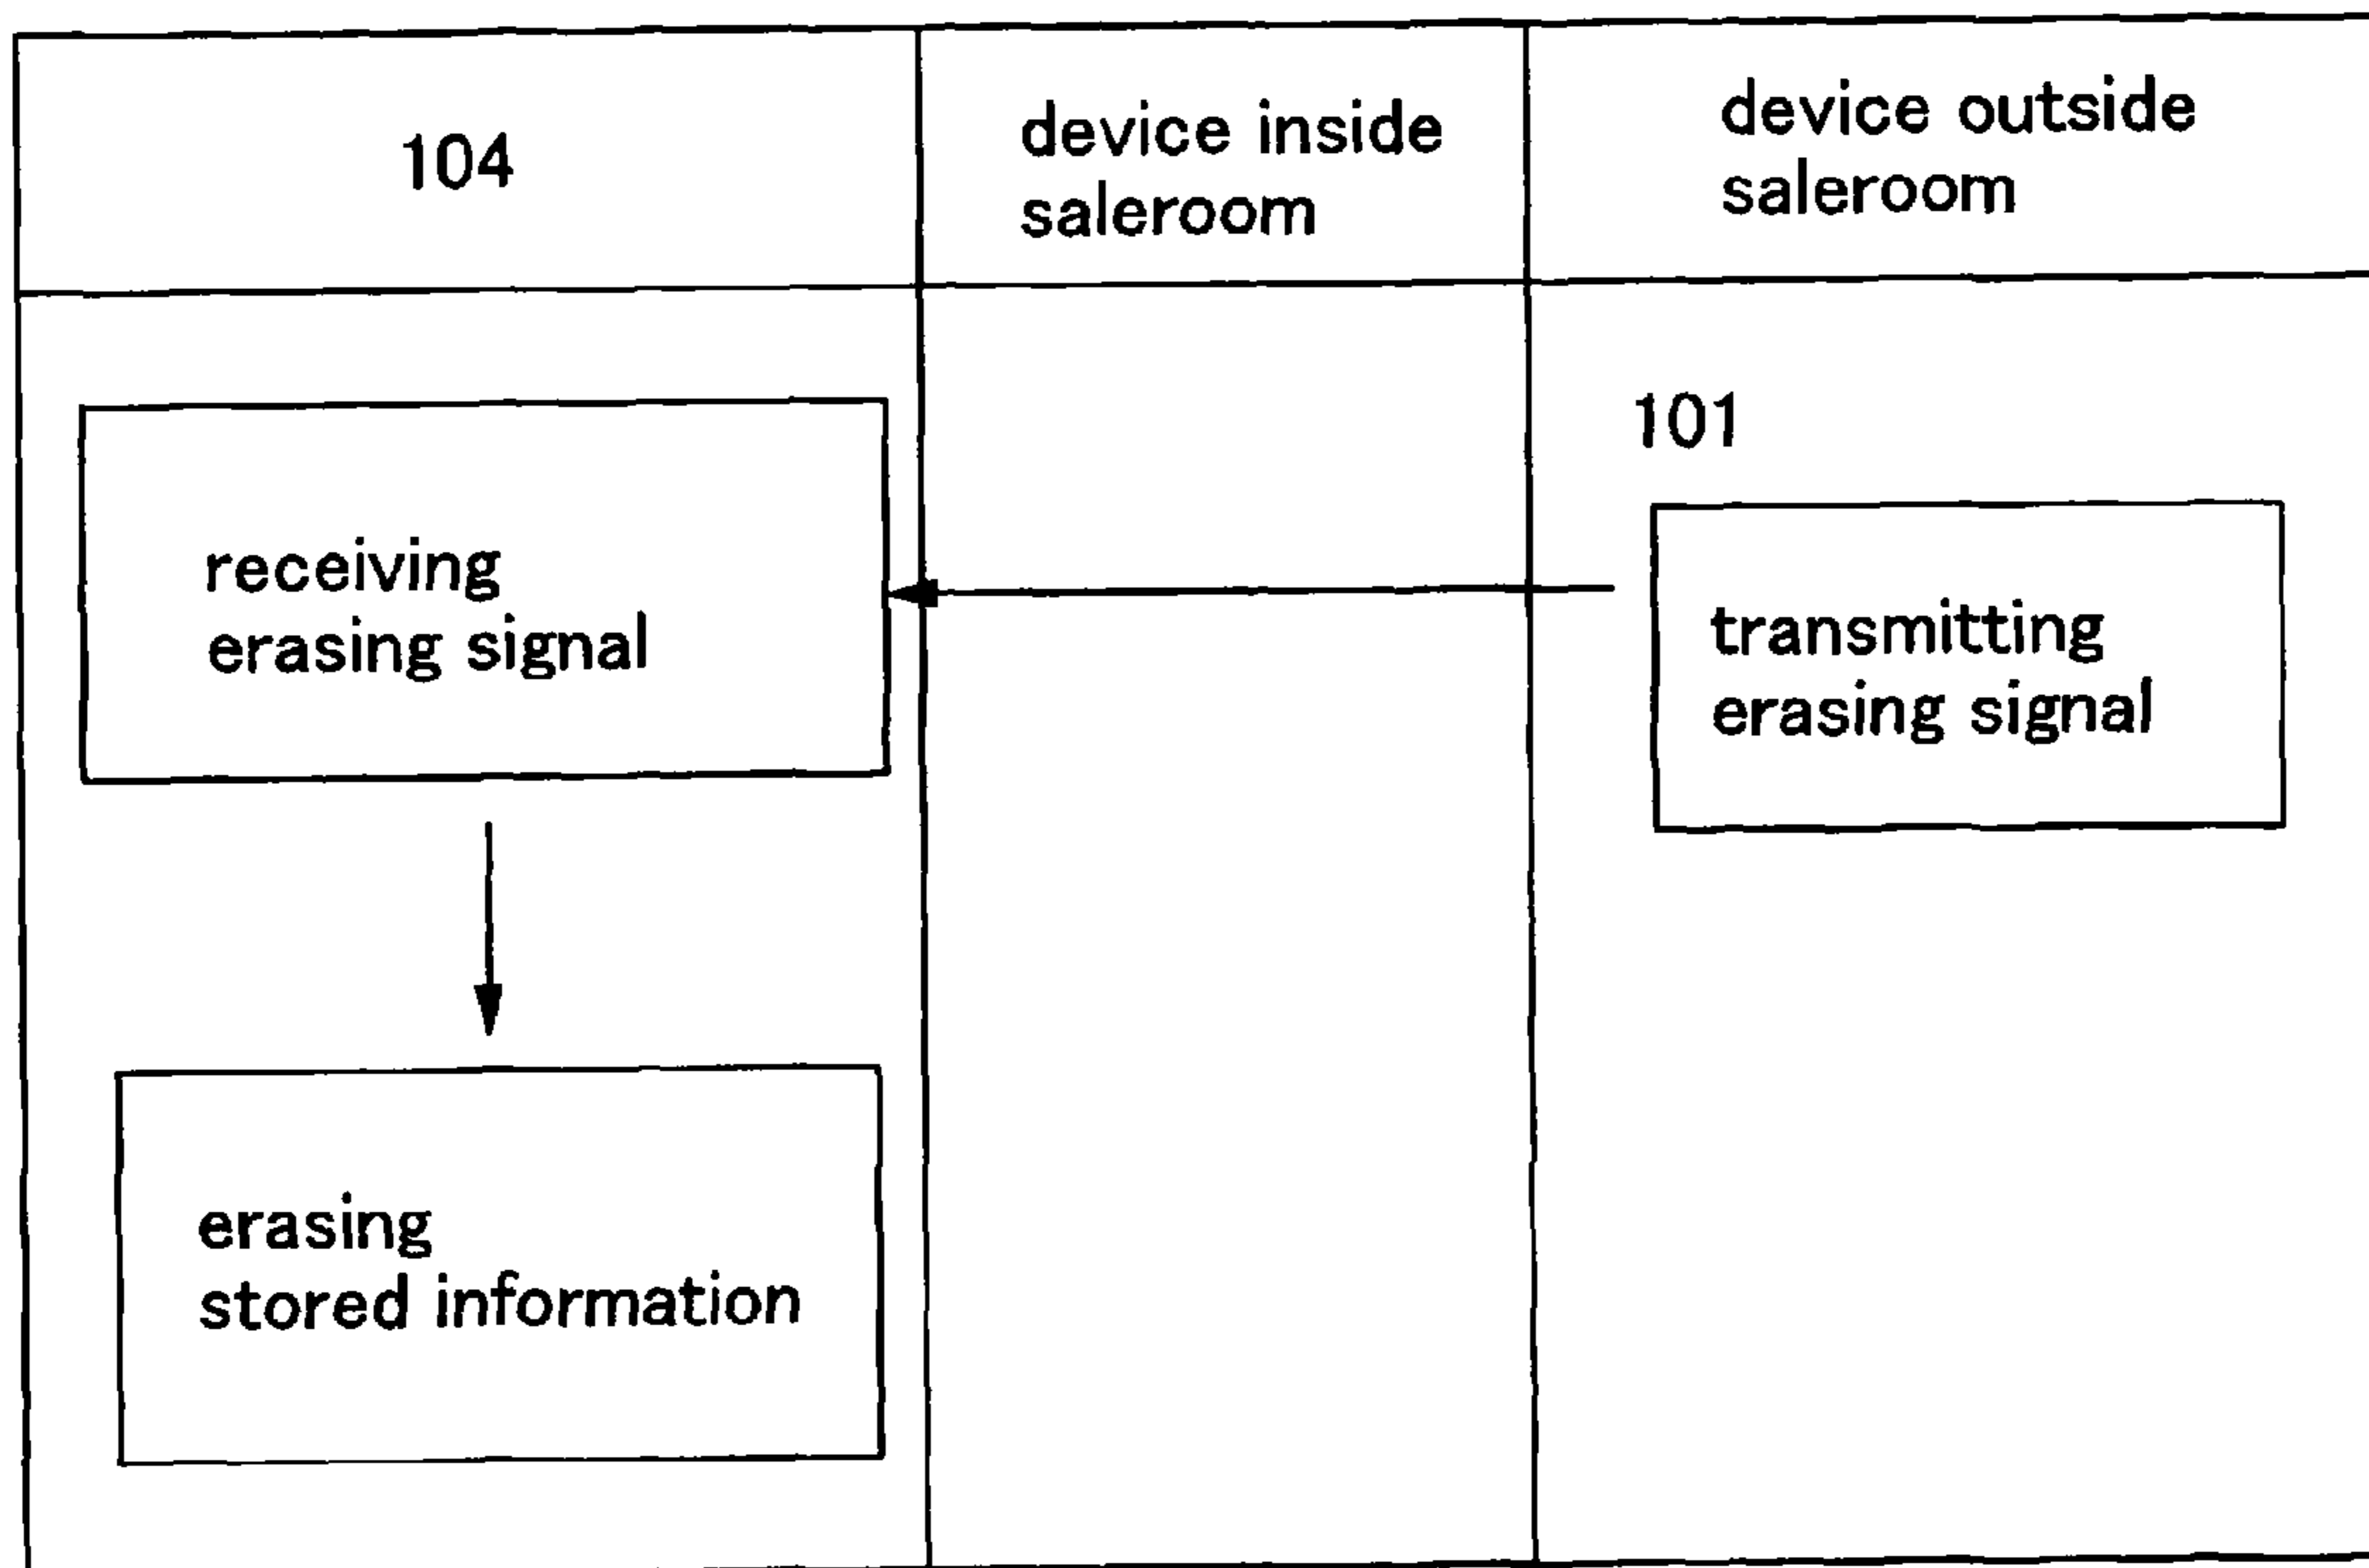 104
device inside
saleroom
device outside
saleroom
101
receiving
erasing signal
transmitting
erasing signal
erasing
stored information